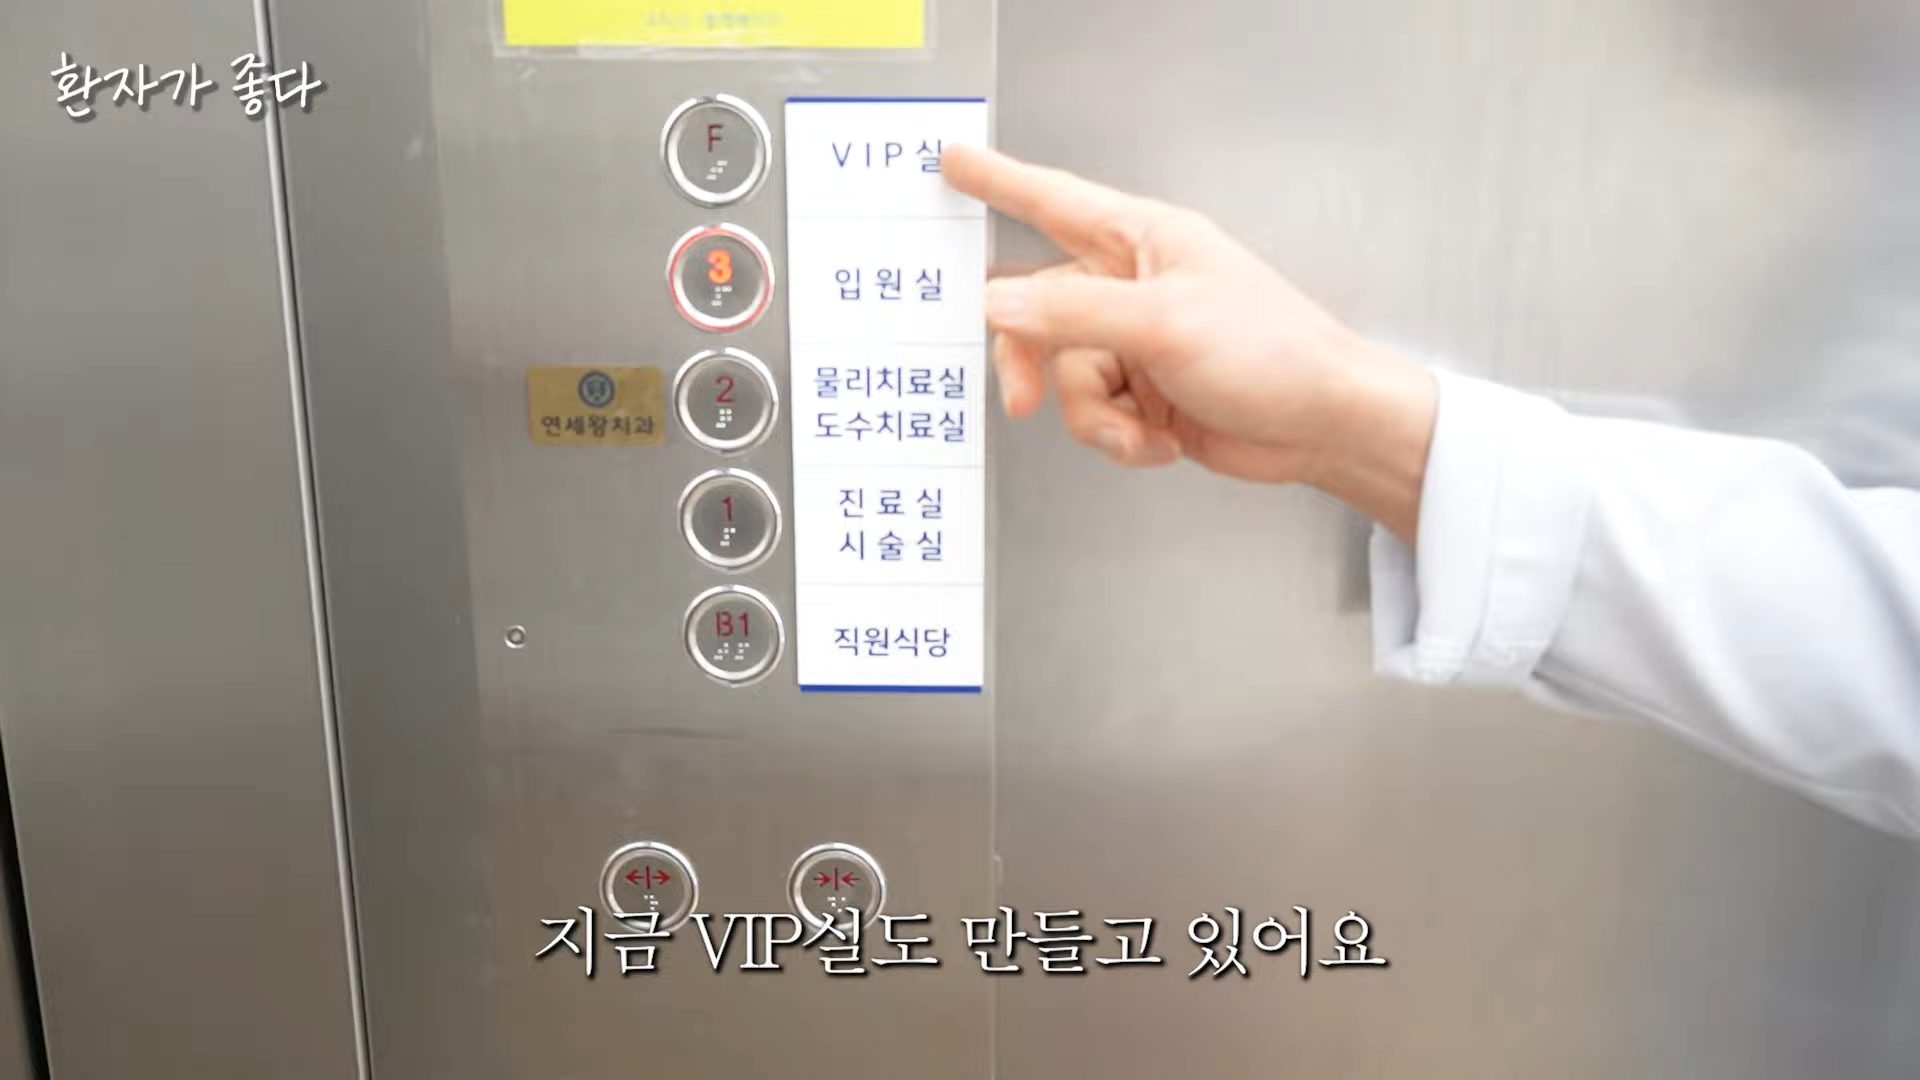 환자가 좋다
F
VIP실
3
입원실
2
물리치료실
도수치료실
연세왕치과
1
진료실
시술실
B1
직원식당
지금 VIP실도 만들고 있어요